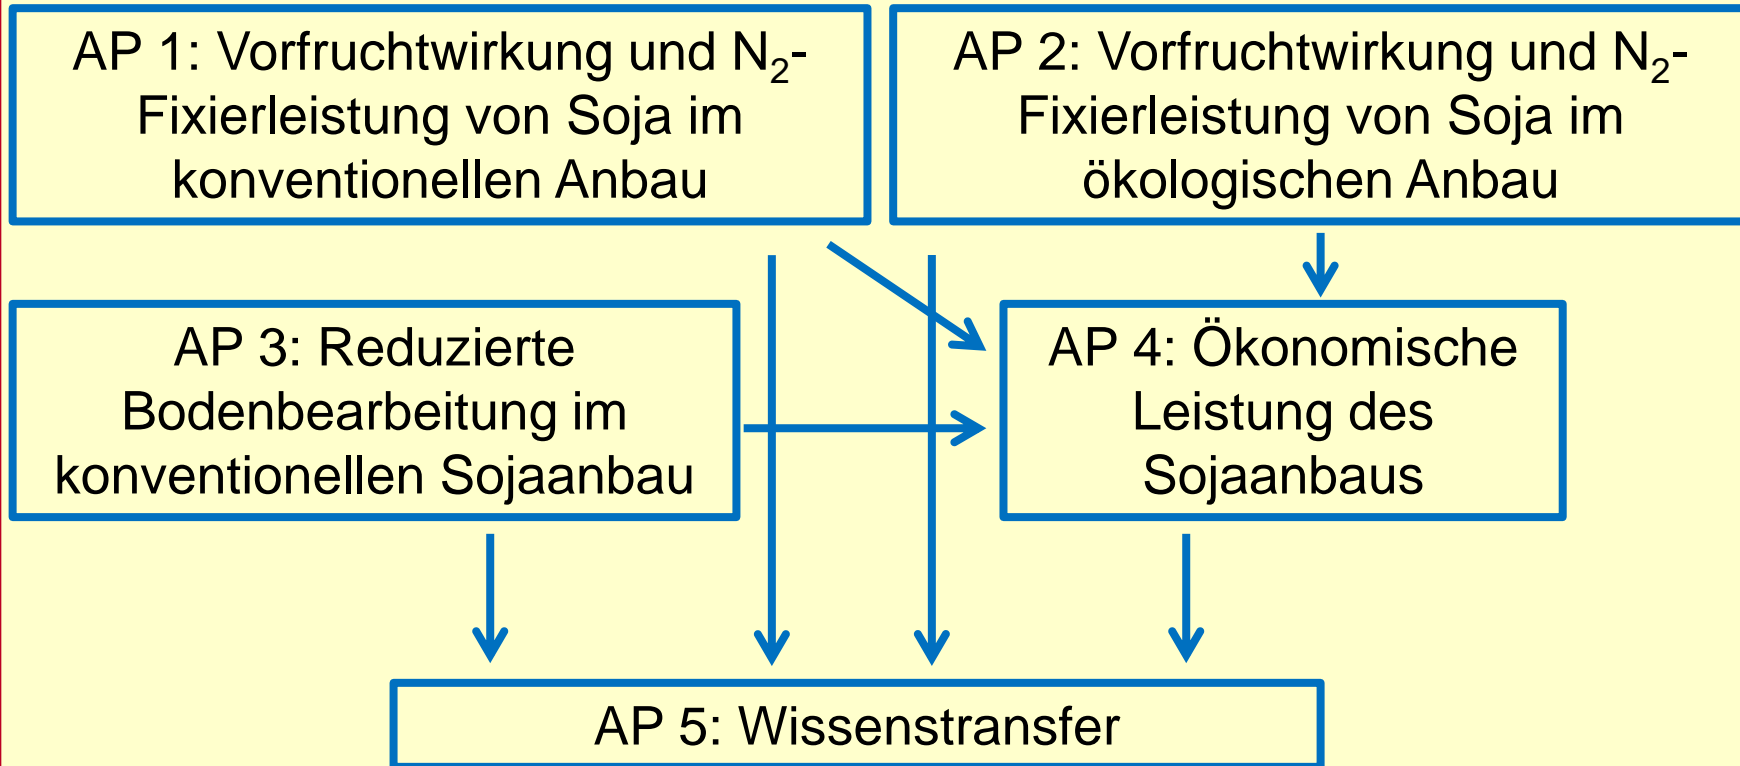 AP 1: Vorfruchtwirkung und N₂-
Fixierleistung von Soja im
konventionellen Anbau
AP 2: Vorfruchtwirkung und N₂-
Fixierleistung von Soja im
ökologischen Anbau
AP 3: Reduzierte
Bodenbearbeitung im
konventionellen Sojaanbau
AP 4: Ökonomische
Leistung des
Sojaanbaus
AP 5: Wissenstransfer